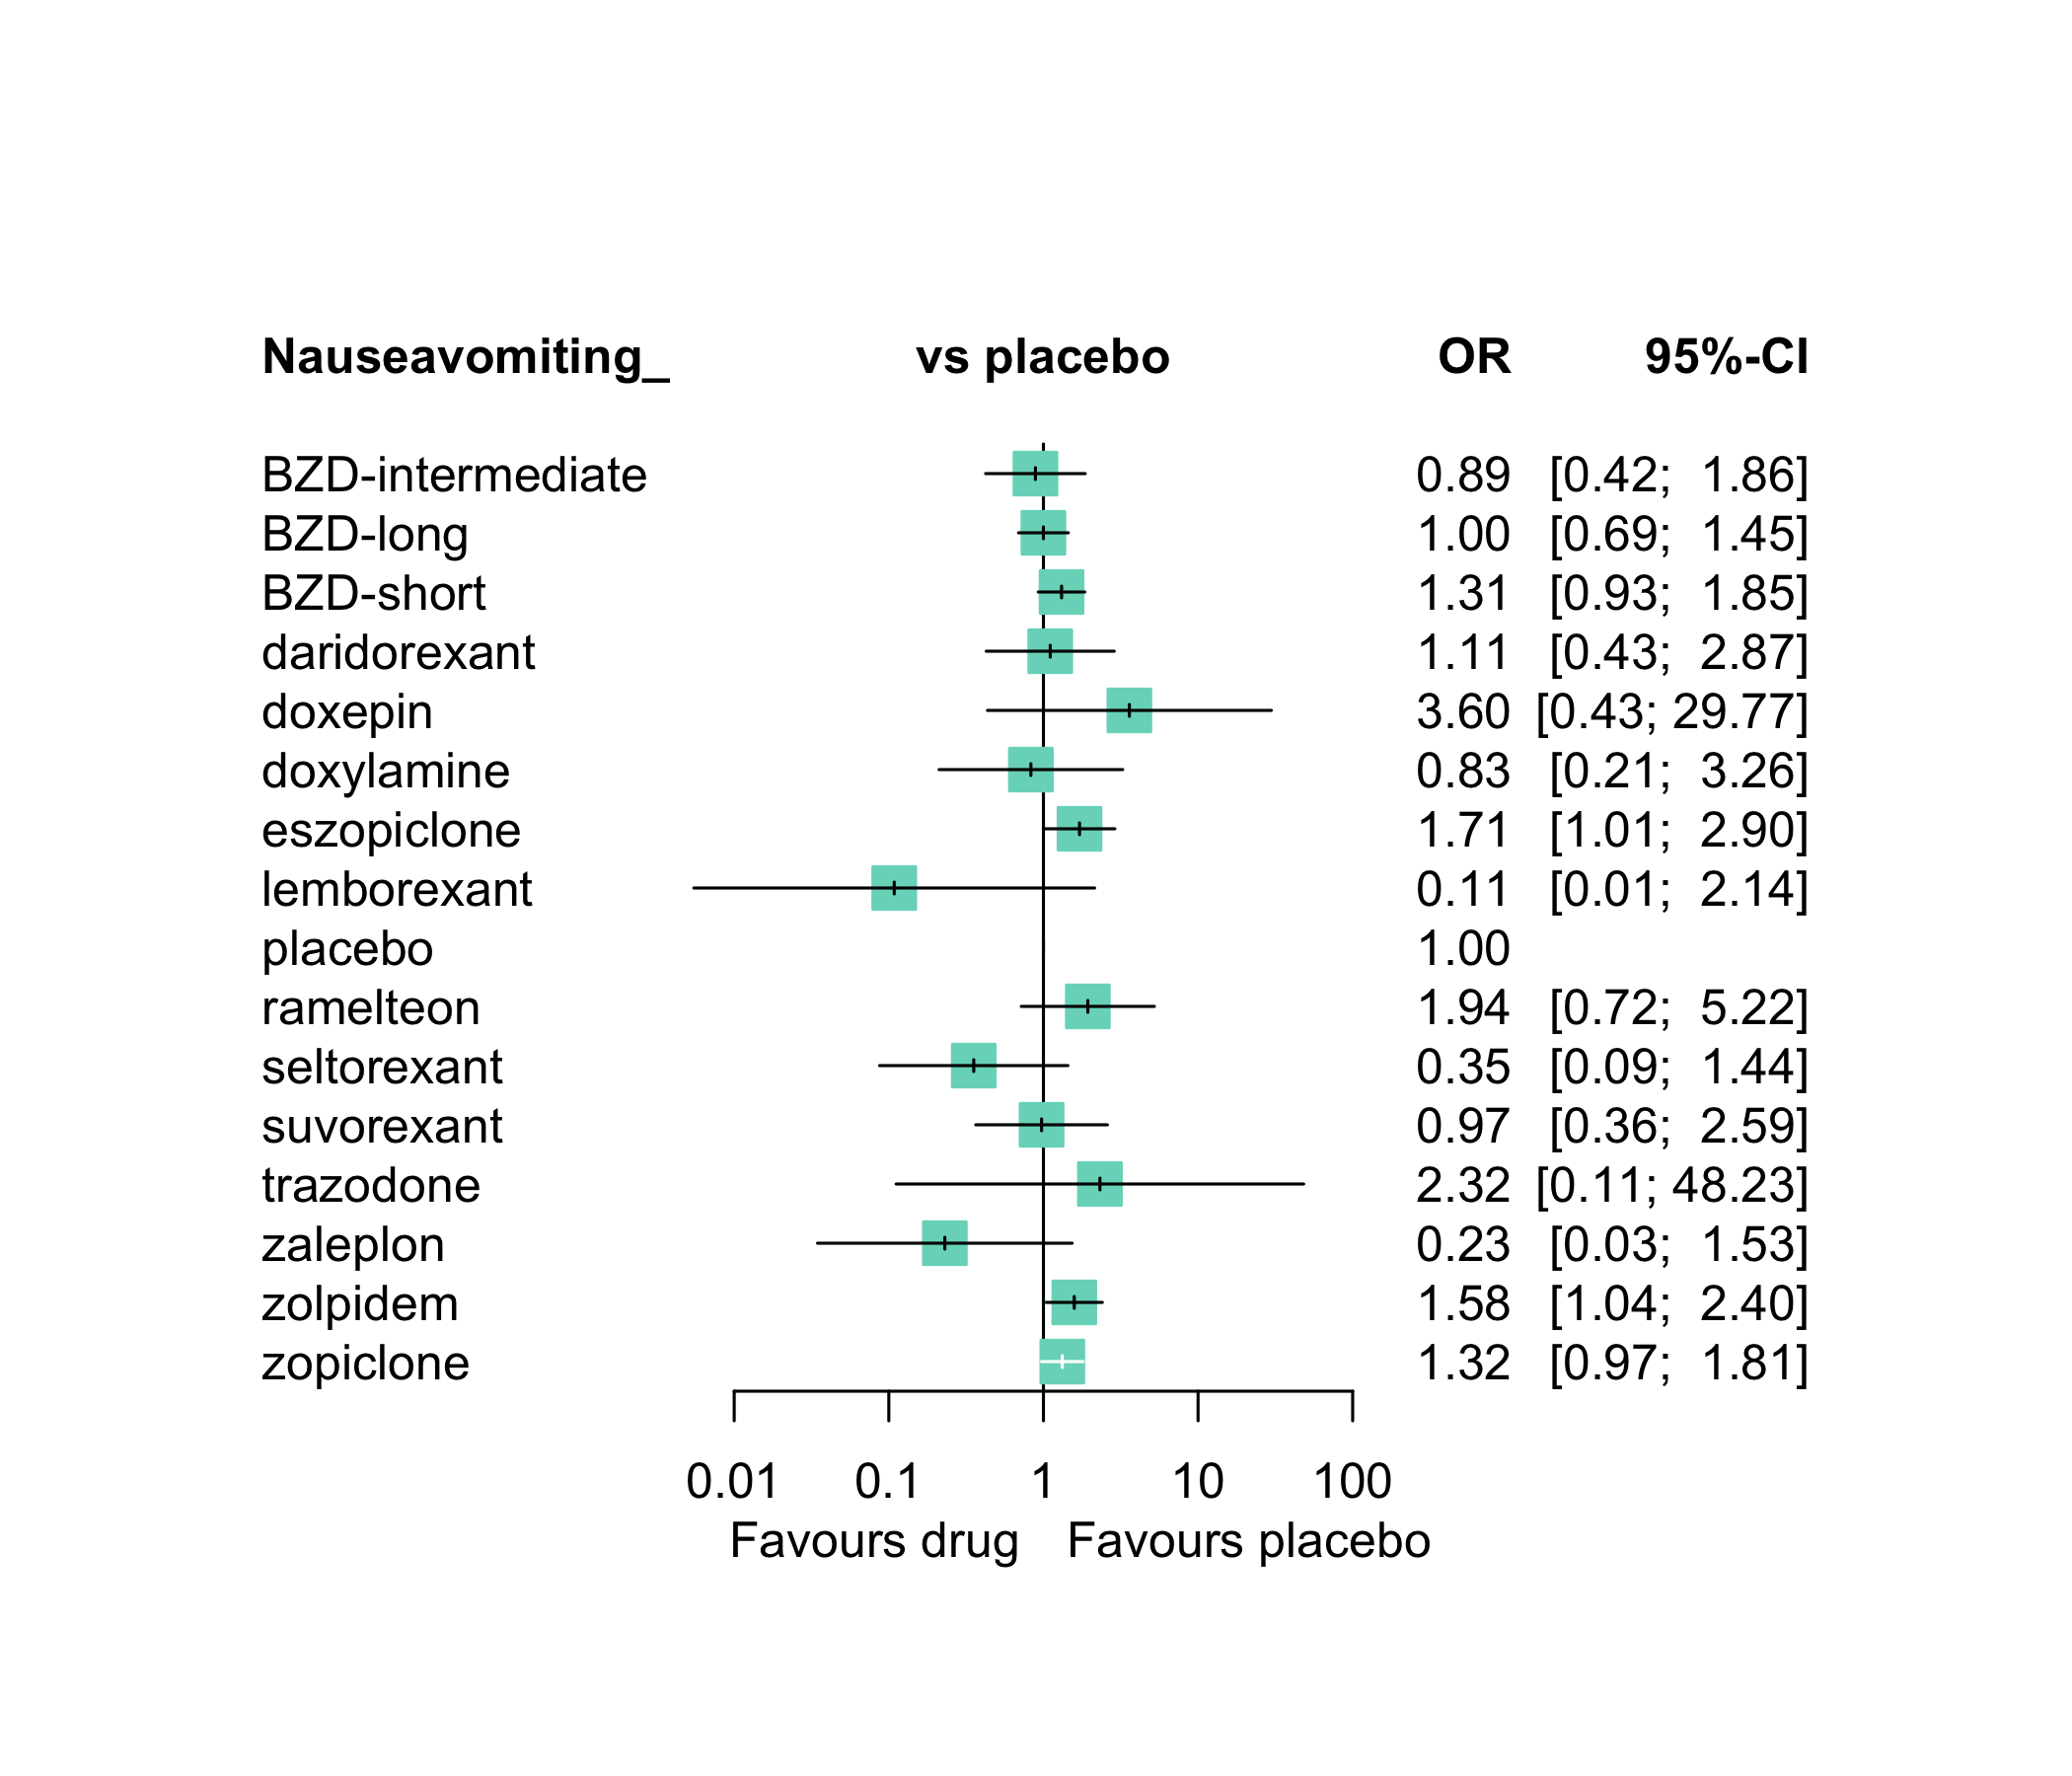 Nauseavomiting_ vs placebo OR 95%-CI
BZD-intermediate 0.89 [0.42; 1.86]
BZD-long 1.00 [0.69; 1.45]
BZD-short 1.31 [0.93; 1.85]
daridorexant 1.11 [0.43; 2.87]
doxepin 3.60 [0.43; 29.77]
doxylamine 0.83 [0.21; 3.26]
eszopiclone 1.71 [1.01; 2.90]
lemborexant 0.11 [0.01; 2.14]
placebo 1.00
ramelteon 1.94 [0.72; 5.22]
seltorexant 0.35 [0.09; 1.44]
suvorexant 0.97 [0.36; 2.59]
trazodone 2.32 [0.11; 48.23]
zaleplon 0.23 [0.03; 1.53]
zolpidem 1.58 [1.04; 2.40]
zopiclone 1.32 [0.97; 1.81]
0.01 0.1 1 10 100
Favours drug Favours placebo